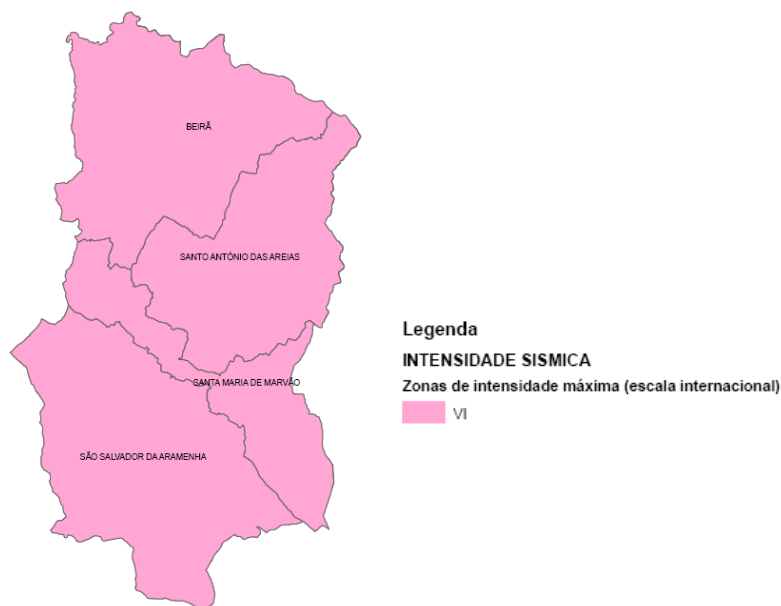 BEIRÃ
SANTO ANTÓNIO DAS AREIAS
SANTA MARIA DE MARVÃO
SÃO SALVADOR DA ARAMENHA
Legenda
INTENSIDADE SISMICA
Zonas de intensidade máxima (escala internacional)
VI